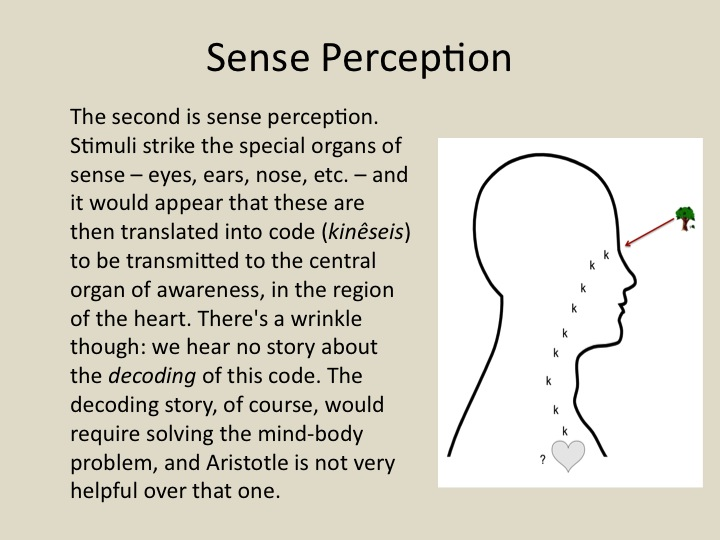 Sense Perception
The second is sense perception.
Stimuli strike the special organs of
sense – eyes, ears, nose, etc. – and
it would appear that these are
then translated into code (kinêseis)
to be transmitted to the central
organ of awareness, in the region
of the heart. There's a wrinkle
though: we hear no story about
the decoding of this code. The
decoding story, of course, would
require solving the mind-body
problem, and Aristotle is not very
helpful over that one.
k
k
k
k
k
k
k
k
k
?